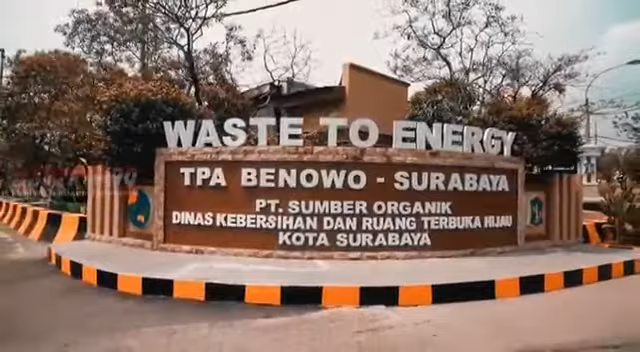 WASTE TO ENERGY
TPA BENOWO - SURABAYA
PT. SUMBER ORGANIK
DINAS KEBERSIHAN DAN RUANG TERBUKA HIJAU
KOTA SURABAYA